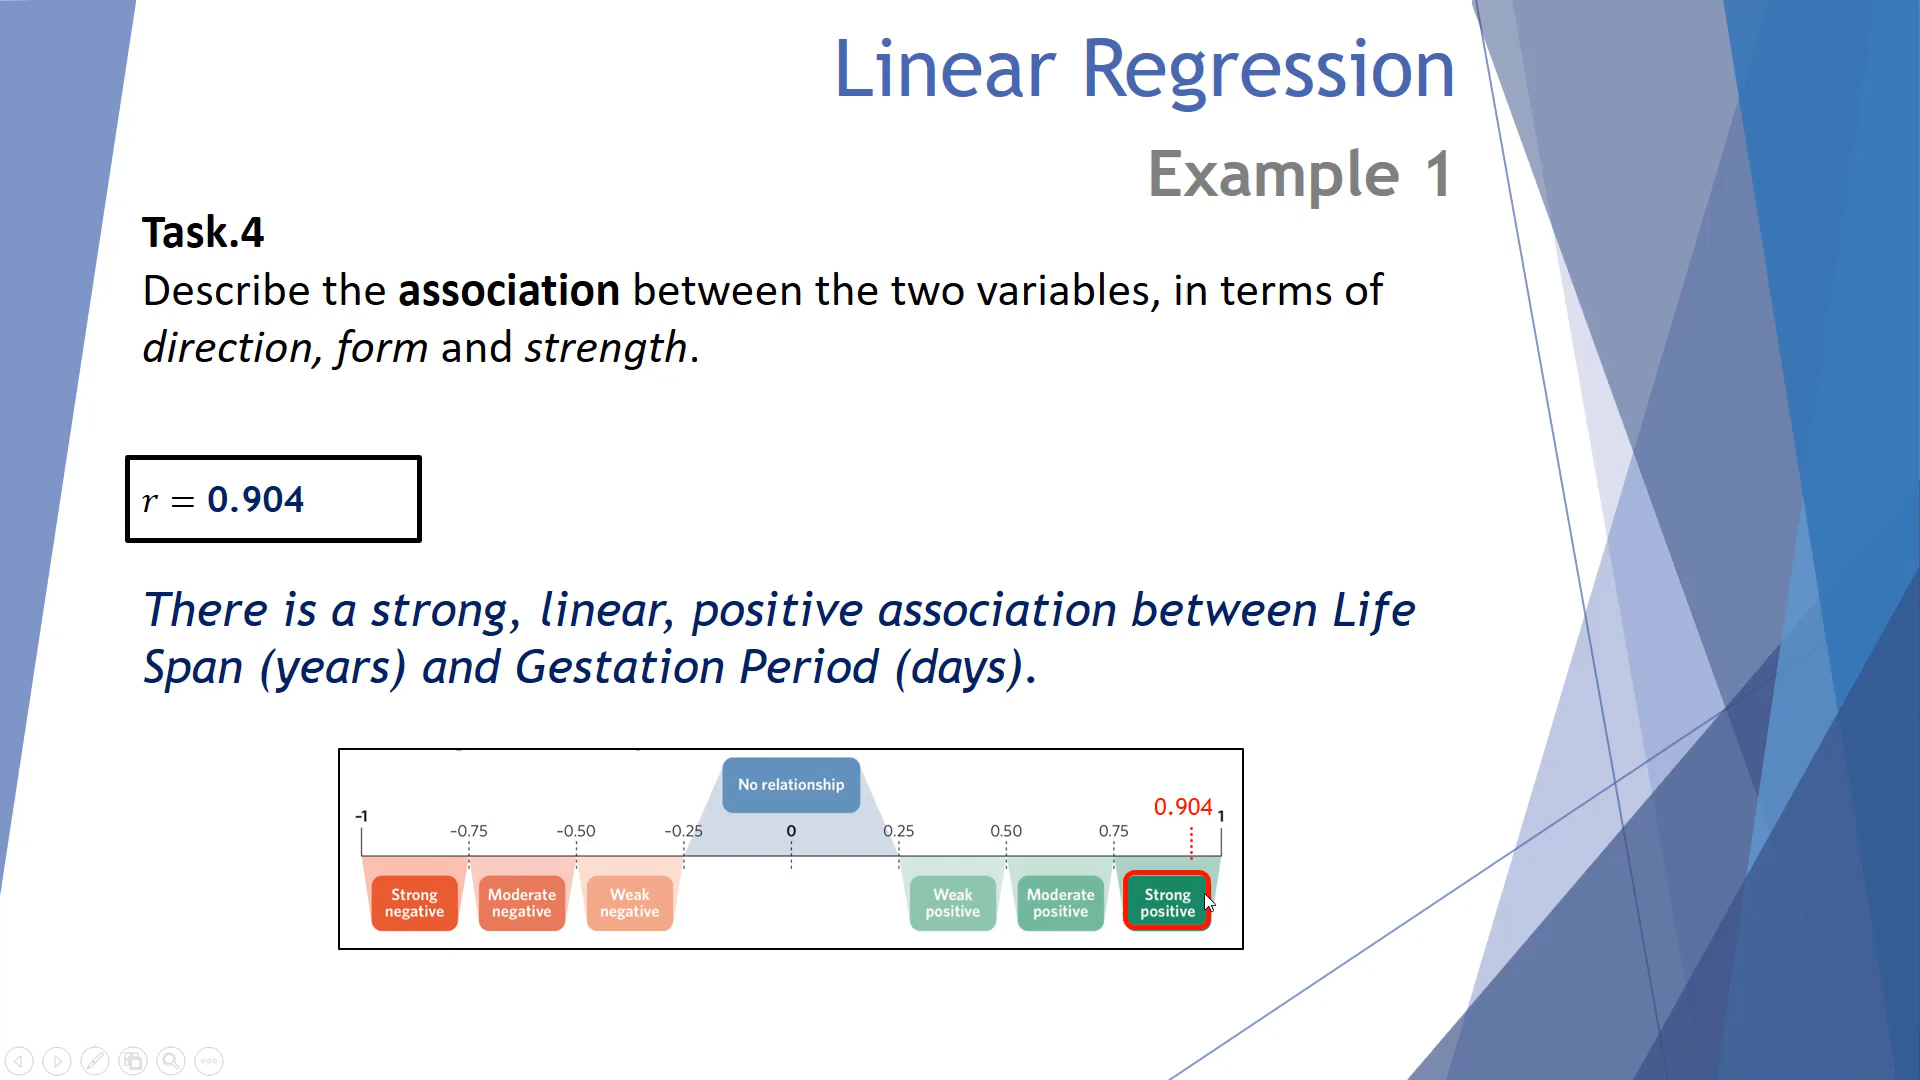 Linear Regression
Example 1
Task.4
Describe the association between the two variables, in terms of
direction, form and strength.
r = 0.904
There is a strong, linear, positive association between Life
Span (years) and Gestation Period (days).
No relationship
0.904
-1 -0.75 -0.50 -0.25 0 0.25 0.50 0.75 1
Strong
negative
Moderate
negative
Weak
negative
Weak
positive
Moderate
positive
Strong
positive